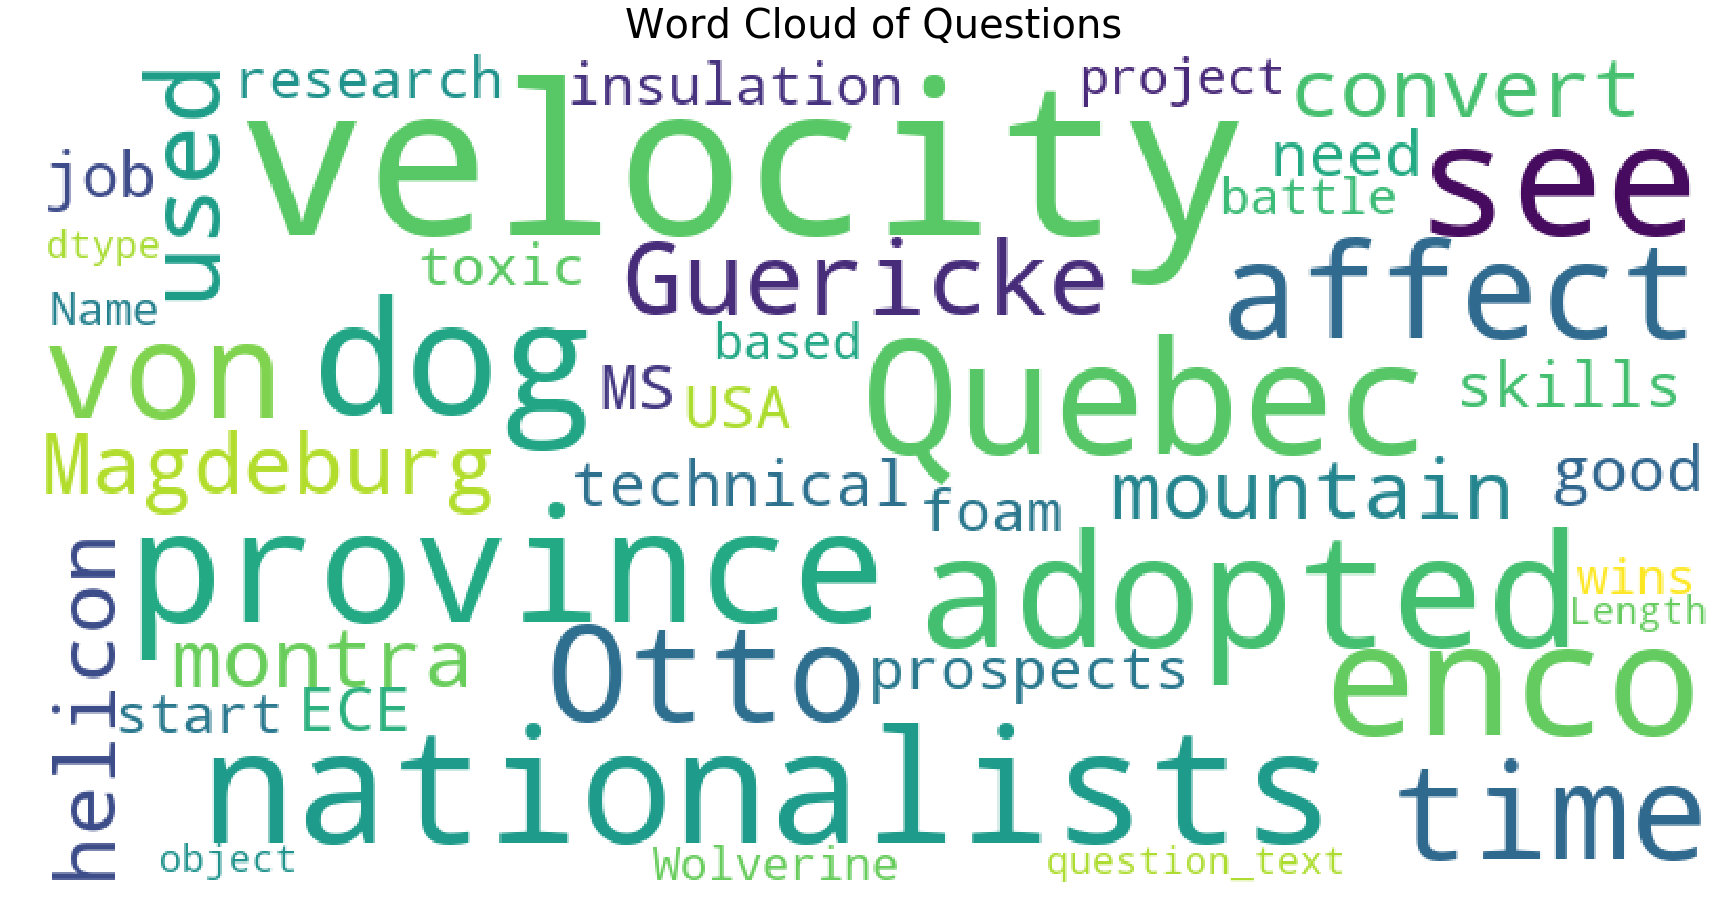 Word Cloud of Questions
research
insulation
project
convert
used
velocity
need
see
job
battle
dtype
toxic
Guericke
affect
Name
based
von
dog
MS
USA
Quebec
skills
Magdeburg
technical
foam
mountain
good
helicon
province
adopted
wins
Length
montra
Otto
prospects
enco
start
ECE
nationalists
time
object
Wolverine
question_text